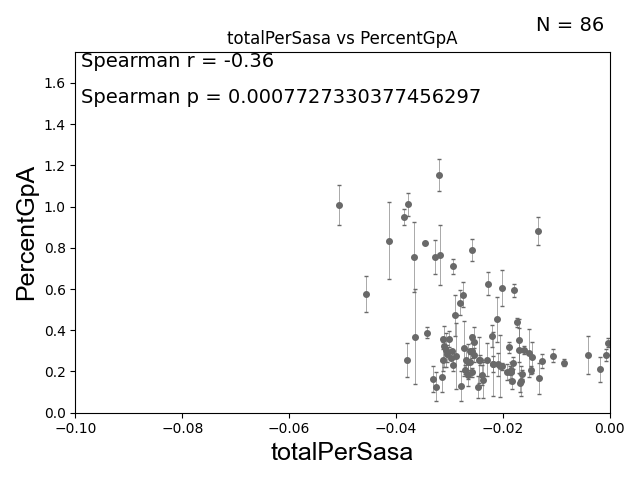 N = 86
totalPerSasa vs PercentGpA
Spearman r = -0.36
Spearman p = 0.0007727330377456297
PercentGpA
1.6
1.4
1.2
1.0
0.8
0.6
0.4
0.2
0.0
−0.10 −0.08 −0.06 −0.04 −0.02 0.00
totalPerSasa